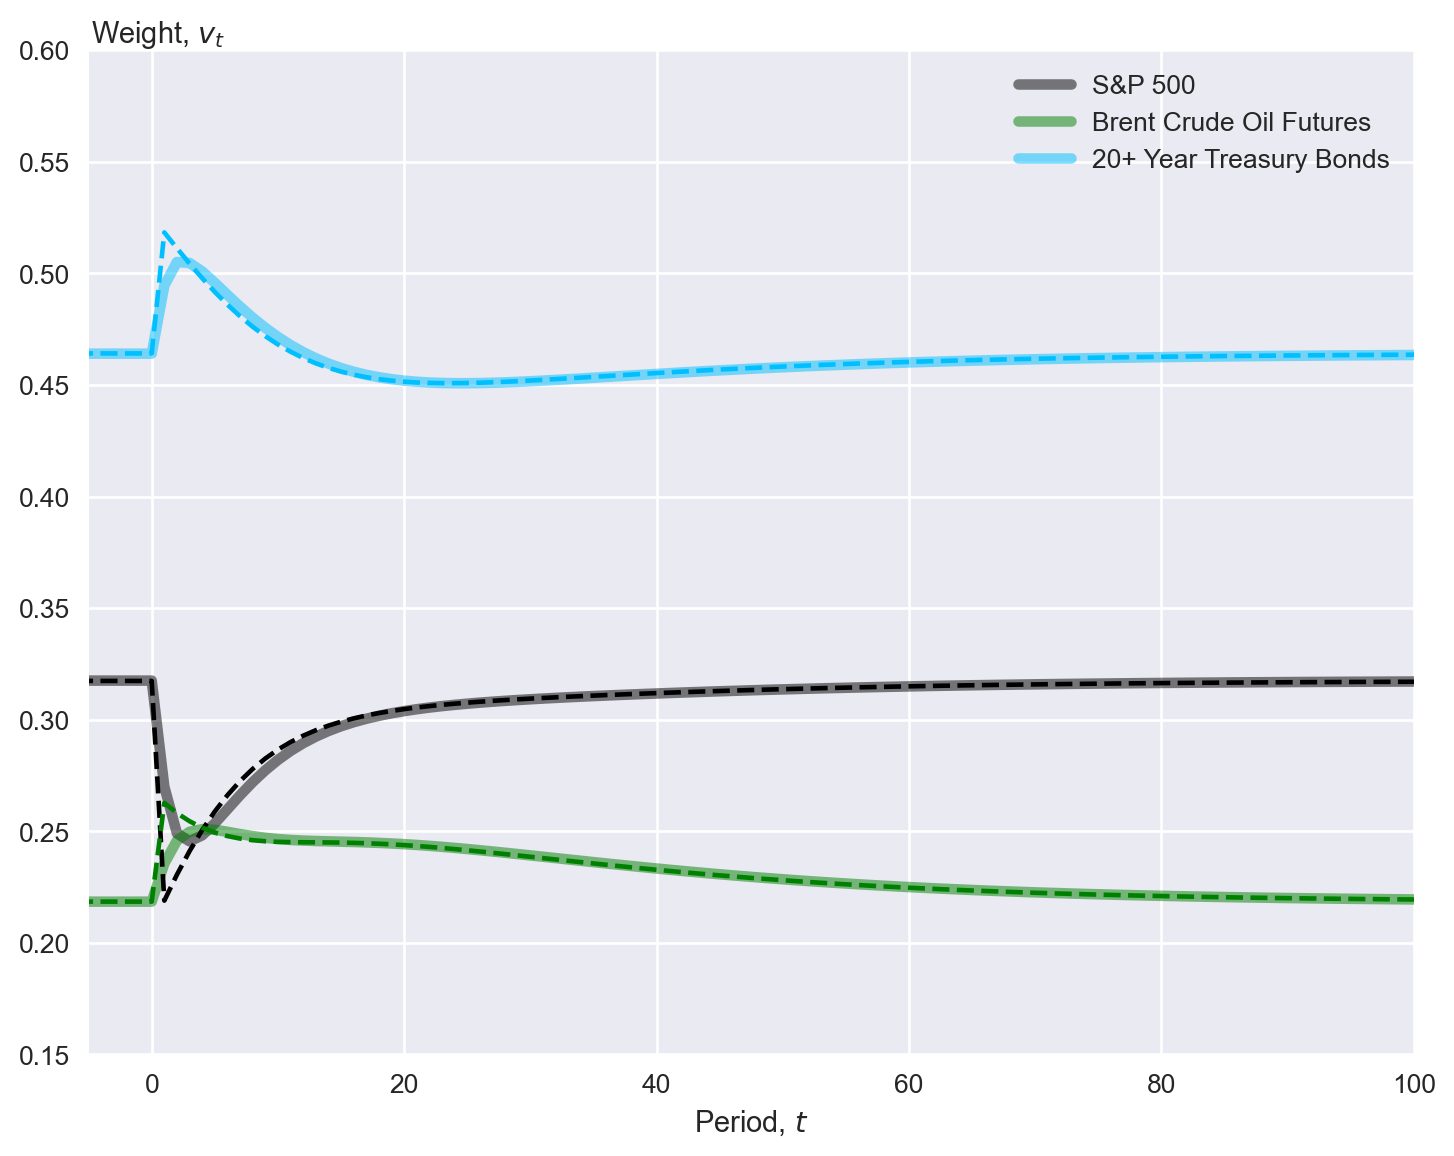 Weight, v_t
0.60
0.55
0.50
0.45
0.40
0.35
0.30
0.25
0.20
0.15
S&P 500
Brent Crude Oil Futures
20+ Year Treasury Bonds
0 20 40 60 80 100
Period, t